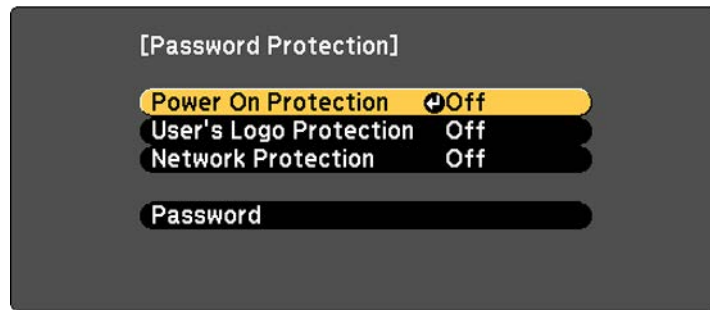 [Password Protection]
Power On Protection Off
User's Logo Protection Off
Network Protection Off
Password